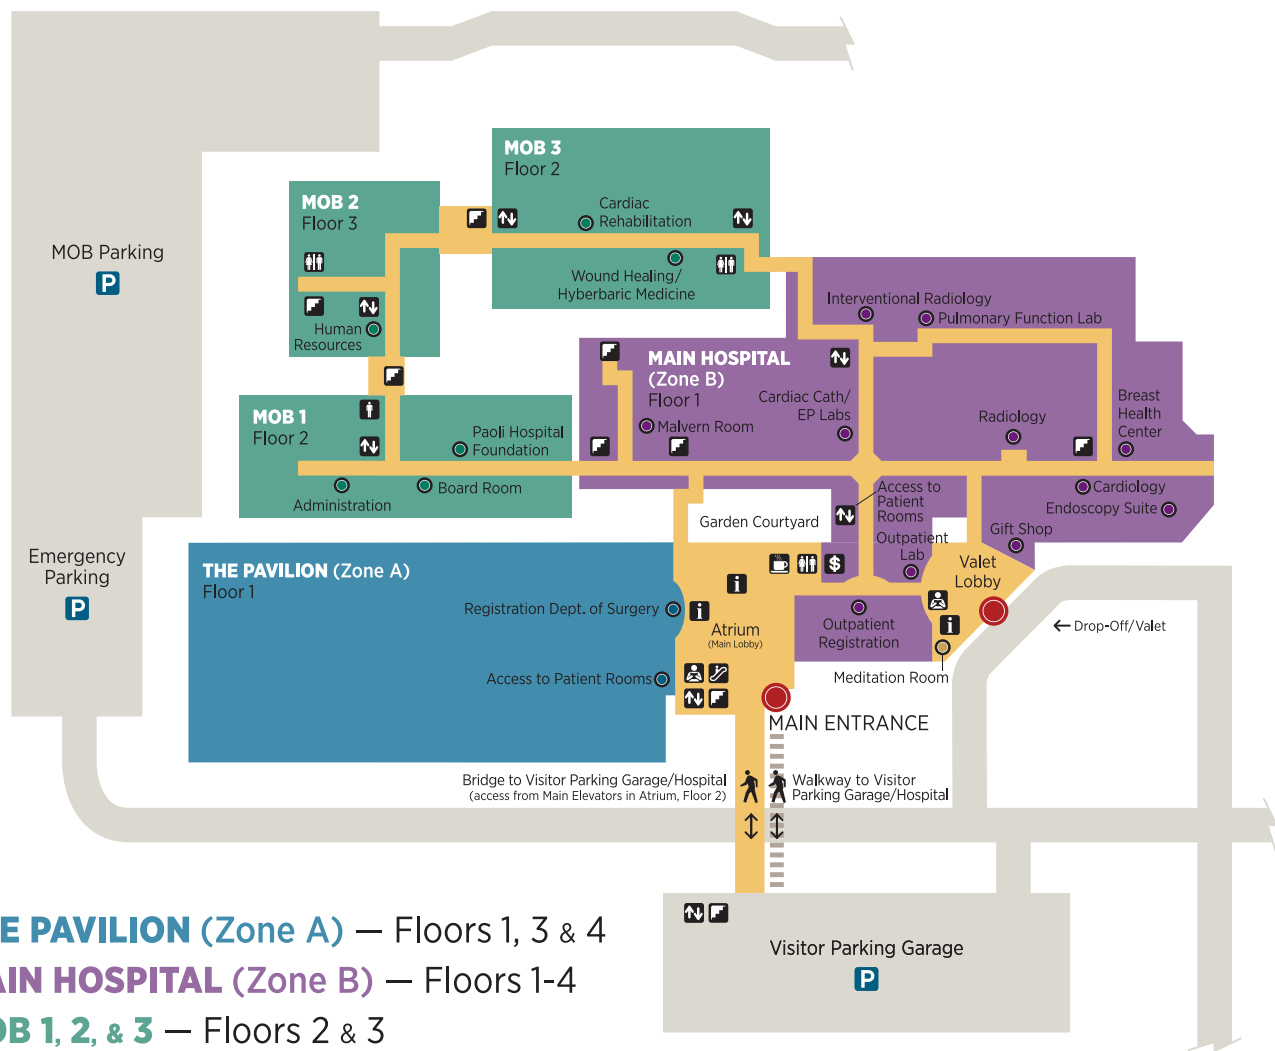 MOB 3
Floor 2
Cardiac
Rehabilitation
MOB 2
Floor 3
MOB Parking
P
Wound Healing/
Hyberbaric Medicine
Interventional Radiology
Pulmonary Function Lab
Human
Resources
MAIN HOSPITAL
(Zone B)
Floor 1
Cardiac Cath/
EP Labs
Breast
Health
Center
MOB 1
Floor 2
Paoli Hospital
Foundation
Malvern Room
Radiology
Administration
Board Room
Access to
Patient
Rooms
Cardiology
Endoscopy Suite
Garden Courtyard
Gift Shop
Outpatient
Lab
Valet
Lobby
Emergency
Parking
P
THE PAVILION (Zone A)
Floor 1
$
i
Registration Dept. of Surgery
i
Atrium
(Main Lobby)
Outpatient
Registration
i
Drop-Off/Valet
Access to Patient Rooms
Meditation Room
MAIN ENTRANCE
Bridge to Visitor Parking Garage/Hospital
(access from Main Elevators in Atrium, Floor 2)
Walkway to Visitor
Parking Garage/Hospital
Visitor Parking Garage
P
E PAVILION (Zone A) — Floors 1, 3 & 4
AIN HOSPITAL (Zone B) — Floors 1-4
OB 1, 2, & 3 — Floors 2 & 3